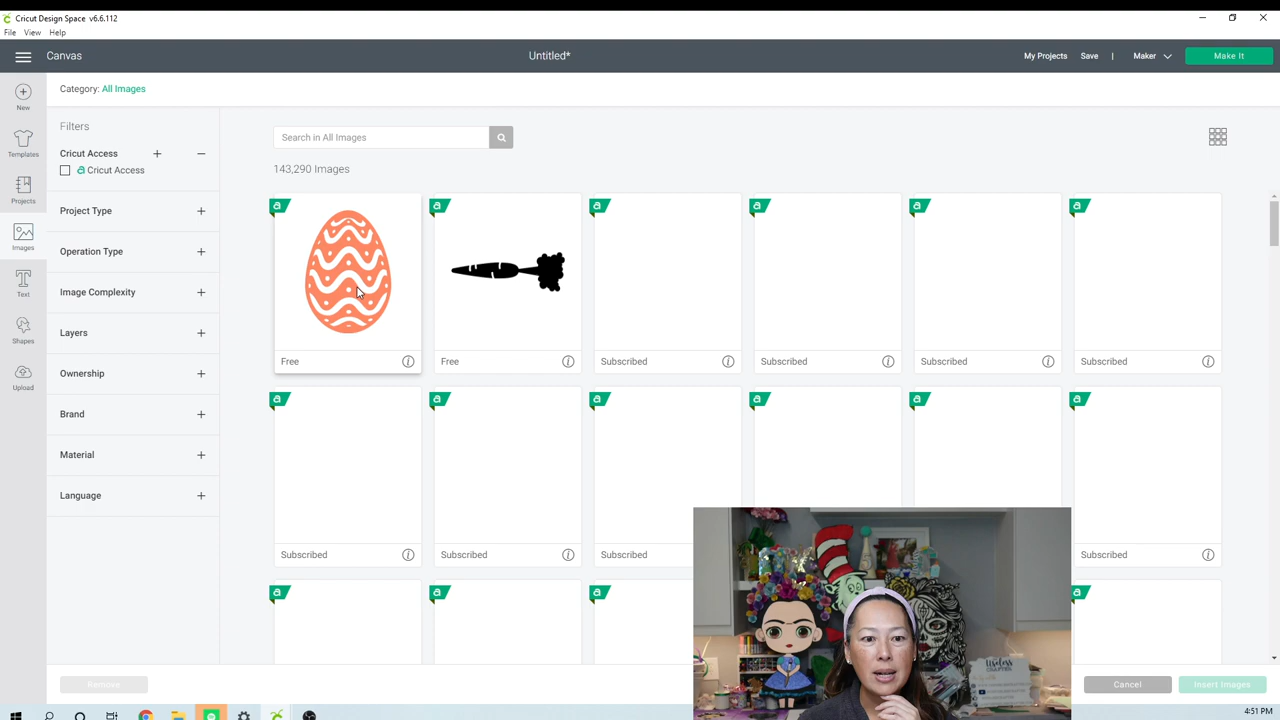 Cricut Design Space v6.6.112
File View Help
Canvas
Untitled*
My Projects Save | Maker Make It
New
Templates
Projects
Images
Text
Shapes
Upload
Category: All Images
Filters
Cricut Access
a Cricut Access
Project Type
Operation Type
Image Complexity
Layers
Ownership
Brand
Material
Language
Search in All Images
143,290 Images
a a a a a a
Free Free Subscribed Subscribed Subscribed Subscribed
a a a a a a
Subscribed Subscribed Subscribed Subscribed
a a a a
Useless
Crafter
Remove
Cancel Insert Images
4:51 PM